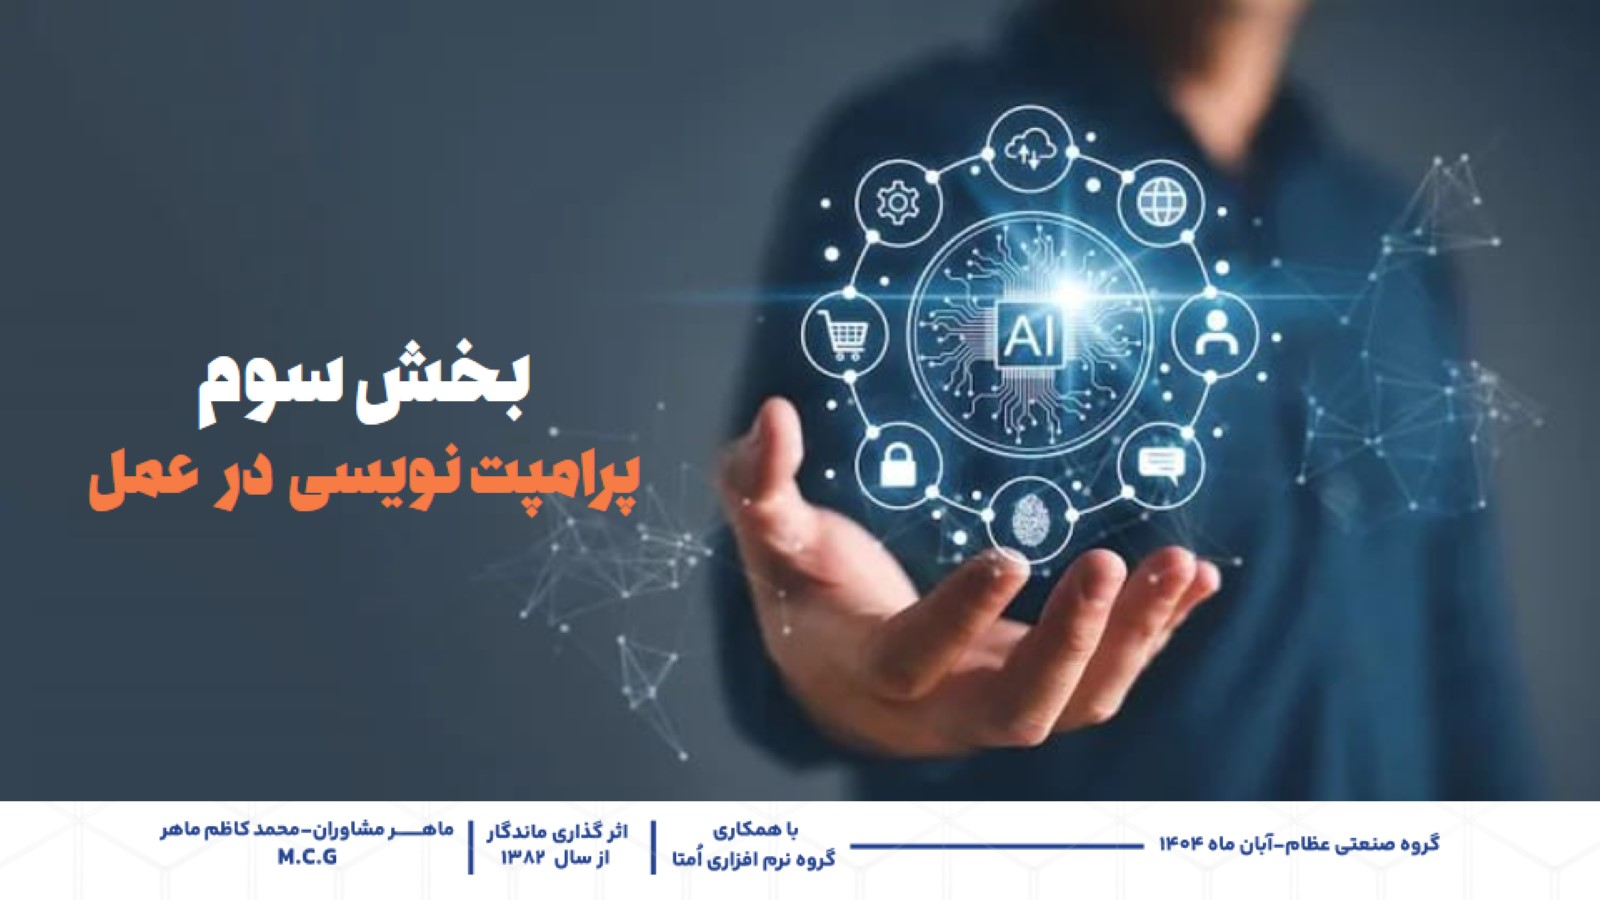 بخش سوم
پرامپت نویسی در عمل
AI
گروه صنعتی عظام-آبان ماه ۱۴۰۴
با همکاری
گروه نرم افزاری اُمتا
اثر گذاری ماندگار
از سال ۱۳۸۲
ماهـــر مشاوران-محمد کاظم ماهر
M.C.G